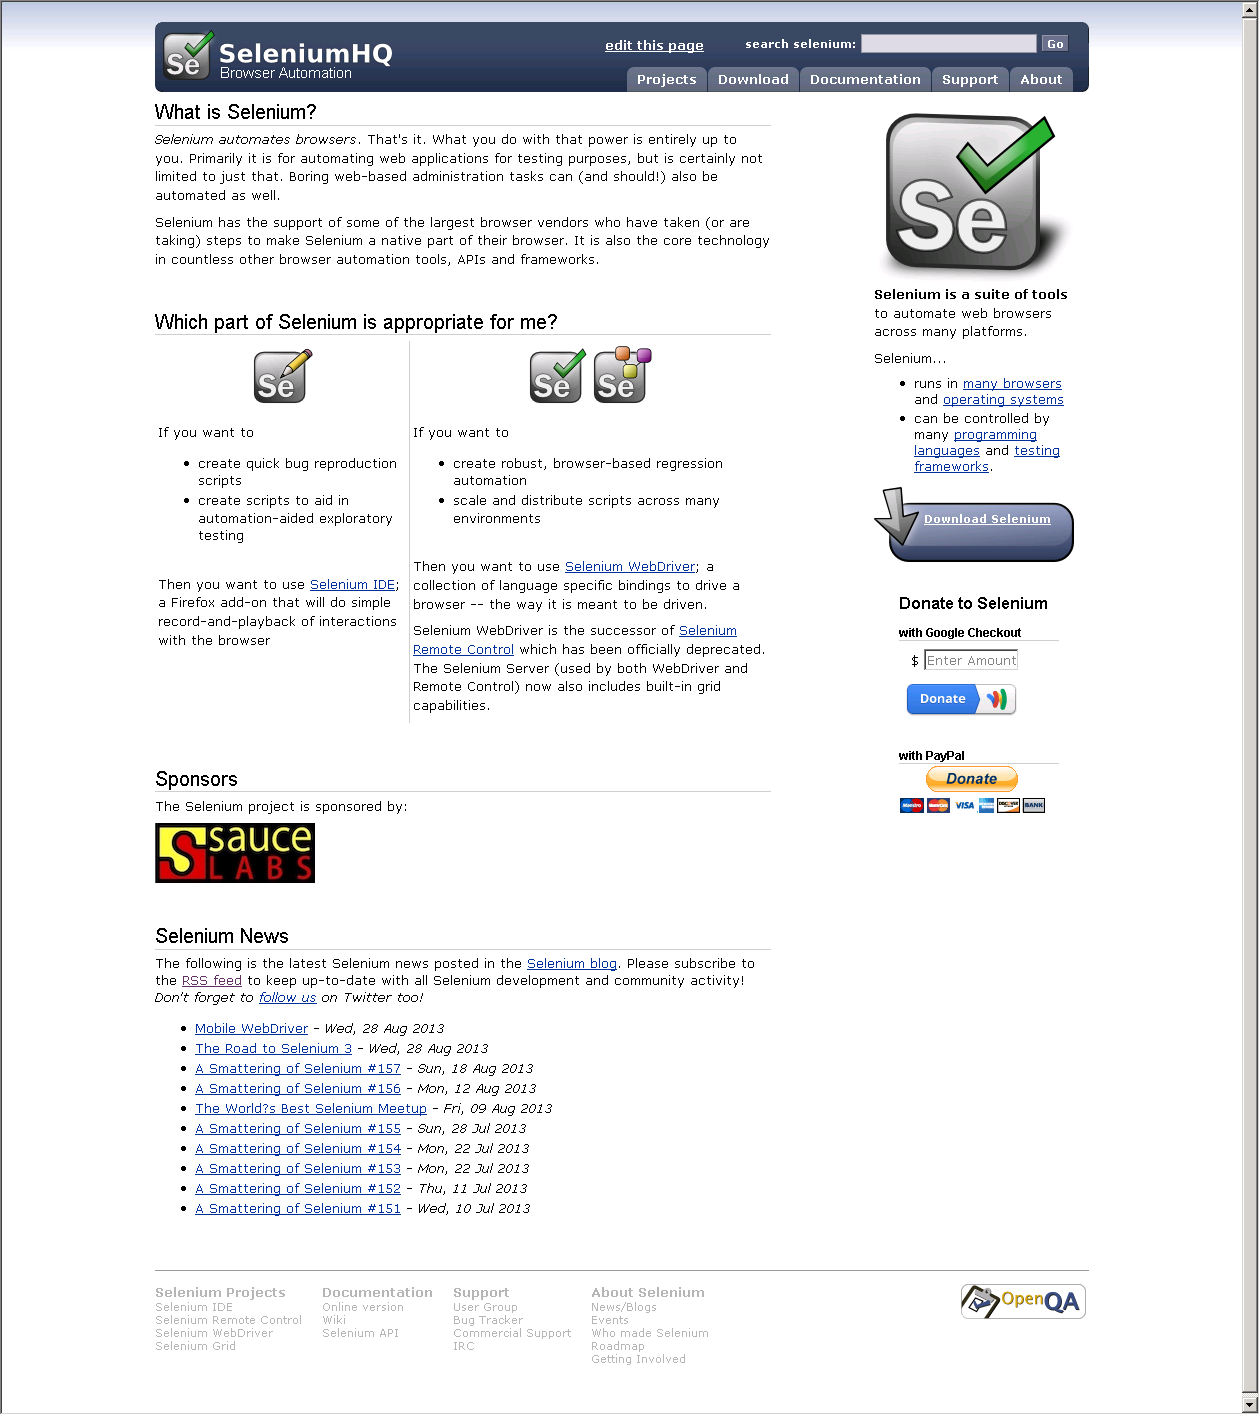 Se SeleniumHQ
Browser Automation
edit this page
search selenium:
Go
Projects
Download
Documentation
Support
About
What is Selenium?
Selenium automates browsers. That's it. What you do with that power is entirely up to
you. Primarily it is for automating web applications for testing purposes, but is certainly not
limited to just that. Boring web-based administration tasks can (and should!) also be
automated as well.
Selenium has the support of some of the largest browser vendors who have taken (or are
taking) steps to make Selenium a native part of their browser. It is also the core technology
in countless other browser automation tools, APIs and frameworks.
Which part of Selenium is appropriate for me?
Se
If you want to
• create quick bug reproduction
scripts
• create scripts to aid in
automation-aided exploratory
testing
Then you want to use Selenium IDE;
a Firefox add-on that will do simple
record-and-playback of interactions
with the browser
Se Se
If you want to
• create robust, browser-based regression
automation
• scale and distribute scripts across many
environments
Then you want to use Selenium WebDriver; a
collection of language specific bindings to drive a
browser -- the way it is meant to be driven.
Selenium WebDriver is the successor of Selenium
Remote Control which has been officially deprecated.
The Selenium Server (used by both WebDriver and
Remote Control) now also includes built-in grid
capabilities.
Sponsors
The Selenium project is sponsored by:
S sauce
LABS
Selenium News
The following is the latest Selenium news posted in the Selenium blog. Please subscribe to
the RSS feed to keep up-to-date with all Selenium development and community activity!
Don't forget to follow us on Twitter too!
• Mobile WebDriver - Wed, 28 Aug 2013
• The Road to Selenium 3 - Wed, 28 Aug 2013
• A Smattering of Selenium #157 - Sun, 18 Aug 2013
• A Smattering of Selenium #156 - Mon, 12 Aug 2013
• The World?s Best Selenium Meetup - Fri, 09 Aug 2013
• A Smattering of Selenium #155 - Sun, 28 Jul 2013
• A Smattering of Selenium #154 - Mon, 22 Jul 2013
• A Smattering of Selenium #153 - Mon, 22 Jul 2013
• A Smattering of Selenium #152 - Thu, 11 Jul 2013
• A Smattering of Selenium #151 - Wed, 10 Jul 2013
Se
Selenium is a suite of tools
to automate web browsers
across many platforms.
Selenium...
• runs in many browsers
and operating systems
• can be controlled by
many programming
languages and testing
frameworks.
Download Selenium
Donate to Selenium
with Google Checkout
$ Enter Amount
Donate
with PayPal
Donate
Maestro VISA BANK
Selenium Projects
Selenium IDE
Selenium Remote Control
Selenium WebDriver
Selenium Grid
Documentation
Online version
Wiki
Selenium API
Support
User Group
Bug Tracker
Commercial Support
IRC
About Selenium
News/Blogs
Events
Who made Selenium
Roadmap
Getting Involved
OpenQA